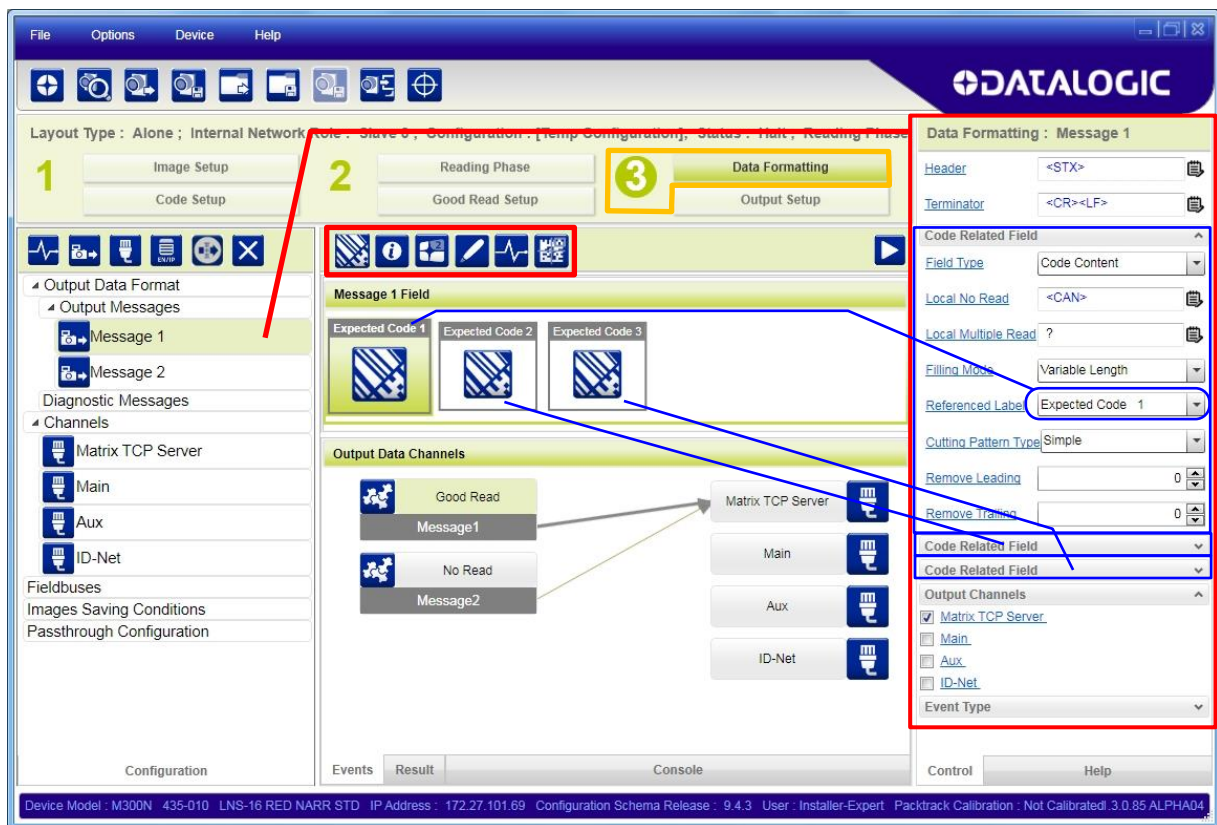 File Options Device Help
DATALOGIC
Layout Type : Alone ; Internal Network Role : Slave 0 ; Configuration : [Temp Configuration], Status : Halt , Reading Phase
1
Image Setup
Code Setup
2
Reading Phase
Good Read Setup
3
Data Formatting
Output Setup
EN/IP
Output Data Format
Output Messages
Message 1
Message 2
Diagnostic Messages
Channels
Matrix TCP Server
Main
Aux
ID-Net
Fieldbuses
Images Saving Conditions
Passthrough Configuration
Configuration
Message 1 Field
Expected Code 1 Expected Code 2 Expected Code 3
Output Data Channels
Good Read
Message1
No Read
Message2
Matrix TCP Server
Main
Aux
ID-Net
Events Result Console
Data Formatting : Message 1
Header <STX>
Terminator <CR><LF>
Code Related Field
Field Type Code Content
Local No Read <CAN>
Local Multiple Read ?
Filling Mode Variable Length
Referenced Label Expected Code 1
Cutting Pattern Type Simple
Remove Leading 0
Remove Trailing 0
Code Related Field
Code Related Field
Output Channels
Matrix TCP Server
Main
Aux
ID-Net
Event Type
Control Help
Device Model : M300N 435-010 LNS-16 RED NARR STD IP Address : 172.27.101.69 Configuration Schema Release : 9.4.3 User : Installer-Expert Packtrack Calibration : Not Calibrated!.3.0.85 ALPHA04